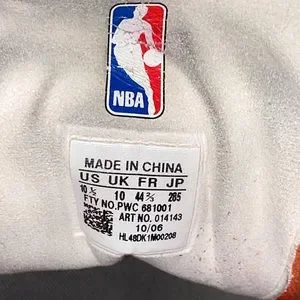 NBA
MADE IN CHINA
US UK FR JP
10 ½ 10 44 ⅔ 285
FTY NO.PWC 681001
ART NO. 014143
10/06
HL48DK1M00208